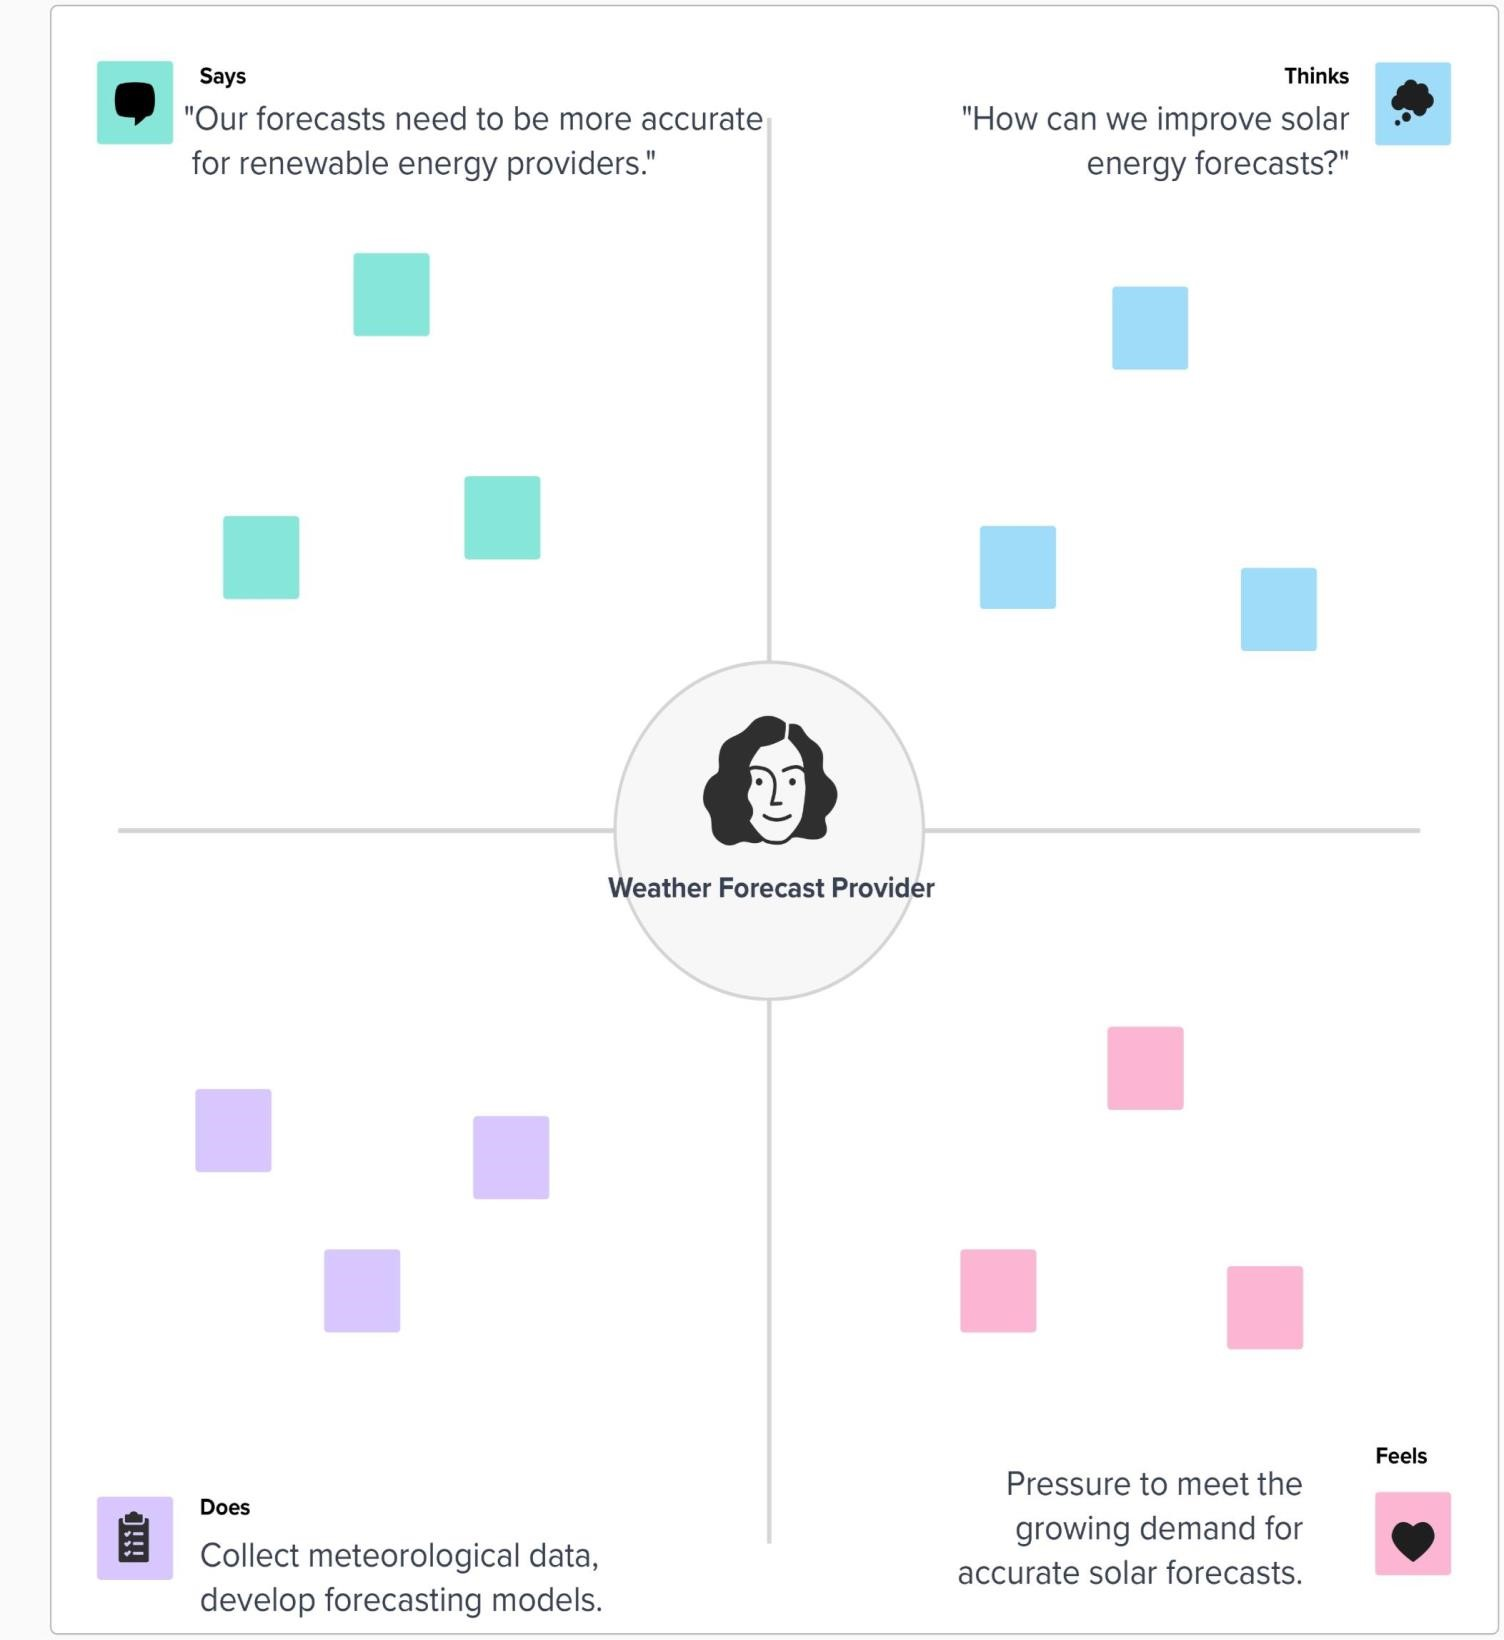 Says
"Our forecasts need to be more accurate
for renewable energy providers."
Thinks
"How can we improve solar
energy forecasts?"
Weather Forecast Provider
Does
Collect meteorological data,
develop forecasting models.
Feels
Pressure to meet the
growing demand for
accurate solar forecasts.